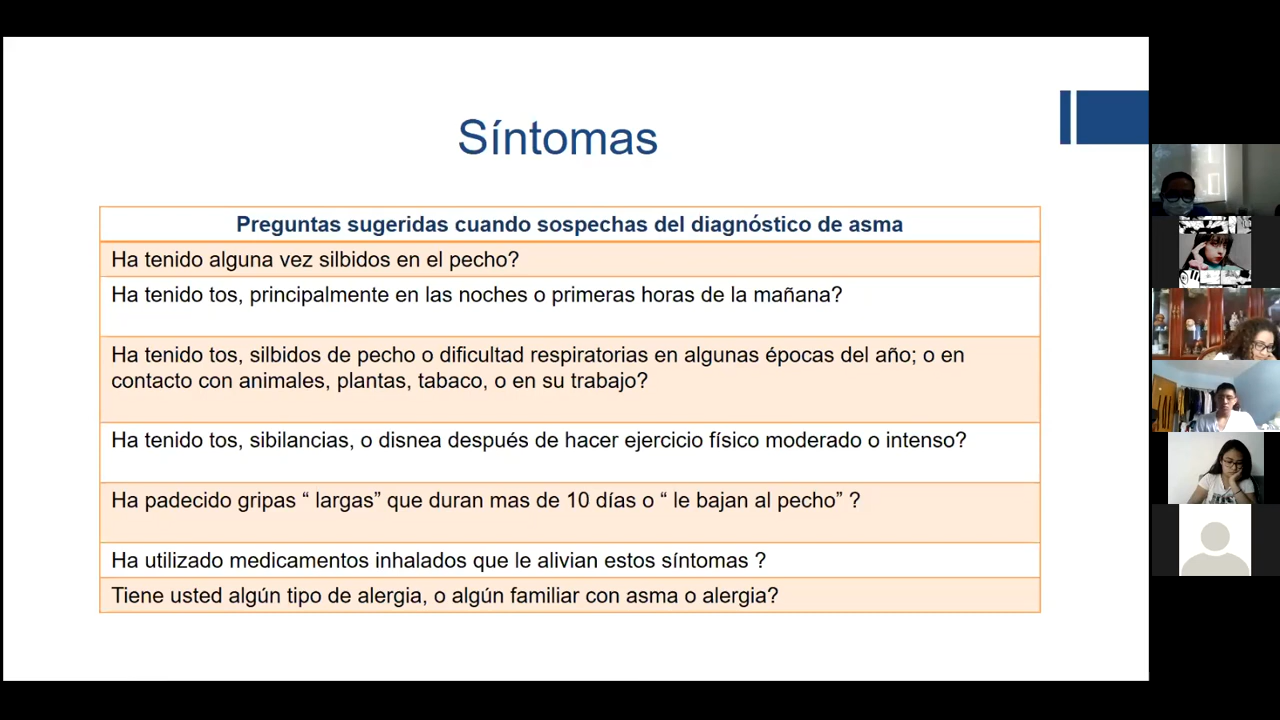 Síntomas
Preguntas sugeridas cuando sospechas del diagnóstico de asma
Ha tenido alguna vez silbidos en el pecho?
Ha tenido tos, principalmente en las noches o primeras horas de la mañana?
Ha tenido tos, silbidos de pecho o dificultad respiratorias en algunas épocas del año; o en
contacto con animales, plantas, tabaco, o en su trabajo?
Ha tenido tos, sibilancias, o disnea después de hacer ejercicio físico moderado o intenso?
Ha padecido gripas “ largas” que duran mas de 10 días o “ le bajan al pecho” ?
Ha utilizado medicamentos inhalados que le alivian estos síntomas ?
Tiene usted algún tipo de alergia, o algún familiar con asma o alergia?